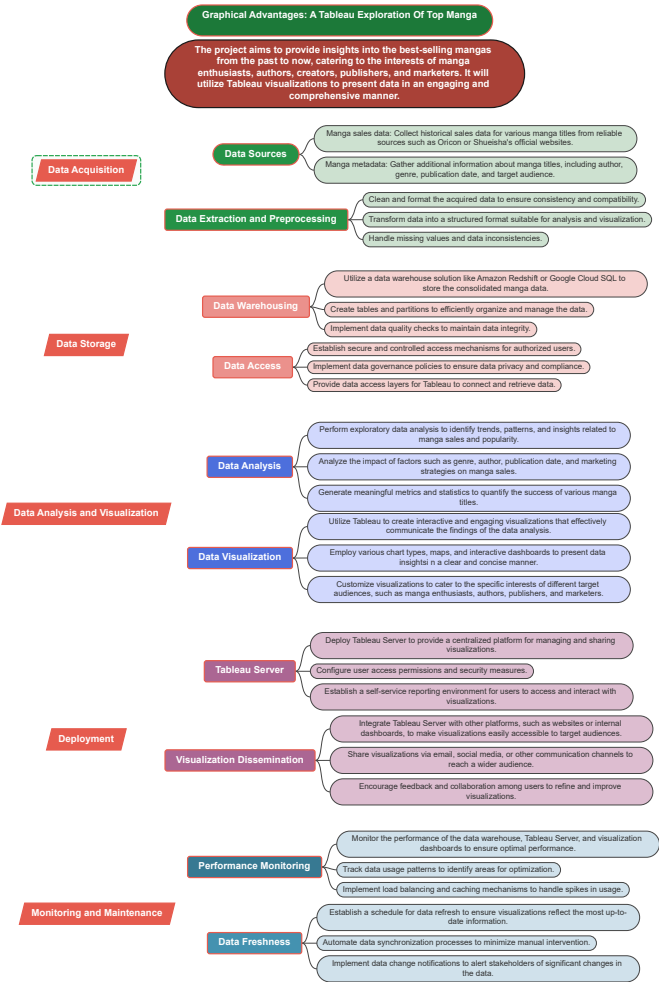 Graphical Advantages: A Tableau Exploration Of Top Manga
The project aims to provide insights into the best-selling mangas
from the past to now, catering to the interests of manga
enthusiasts, authors, creators, publishers, and marketers. It will
utilize Tableau visualizations to present data in an engaging and
comprehensive manner.
Data Acquisition
Data Sources
Manga sales data: Collect historical sales data for various manga titles from reliable
sources such as Oricon or Shueisha's official websites.
Manga metadata: Gather additional information about manga titles, including author,
genre, publication date, and target audience.
Data Extraction and Preprocessing
Clean and format the acquired data to ensure consistency and compatibility.
Transform data into a structured format suitable for analysis and visualization.
Handle missing values and data inconsistencies.
Data Storage
Data Warehousing
Utilize a data warehouse solution like Amazon Redshift or Google Cloud SQL to
store the consolidated manga data.
Create tables and partitions to efficiently organize and manage the data.
Implement data quality checks to maintain data integrity.
Data Access
Establish secure and controlled access mechanisms for authorized users.
Implement data governance policies to ensure data privacy and compliance.
Provide data access layers for Tableau to connect and retrieve data.
Data Analysis and Visualization
Data Analysis
Perform exploratory data analysis to identify trends, patterns, and insights related to
manga sales and popularity.
Analyze the impact of factors such as genre, author, publication date, and marketing
strategies on manga sales.
Generate meaningful metrics and statistics to quantify the success of various manga
titles.
Data Visualization
Utilize Tableau to create interactive and engaging visualizations that effectively
communicate the findings of the data analysis.
Employ various chart types, maps, and interactive dashboards to present data
insightsi n a clear and concise manner.
Customize visualizations to cater to the specific interests of different target
audiences, such as manga enthusiasts, authors, publishers, and marketers.
Deployment
Tableau Server
Deploy Tableau Server to provide a centralized platform for managing and sharing
visualizations.
Configure user access permissions and security measures.
Establish a self-service reporting environment for users to access and interact with
visualizations.
Visualization Dissemination
Integrate Tableau Server with other platforms, such as websites or internal
dashboards, to make visualizations easily accessible to target audiences.
Share visualizations via email, social media, or other communication channels to
reach a wider audience.
Encourage feedback and collaboration among users to refine and improve
visualizations.
Monitoring and Maintenance
Performance Monitoring
Monitor the performance of the data warehouse, Tableau Server, and visualization
dashboards to ensure optimal performance.
Track data usage patterns to identify areas for optimization.
Implement load balancing and caching mechanisms to handle spikes in usage.
Data Freshness
Establish a schedule for data refresh to ensure visualizations reflect the most up-to-
date information.
Automate data synchronization processes to minimize manual intervention.
Implement data change notifications to alert stakeholders of significant changes in
the data.